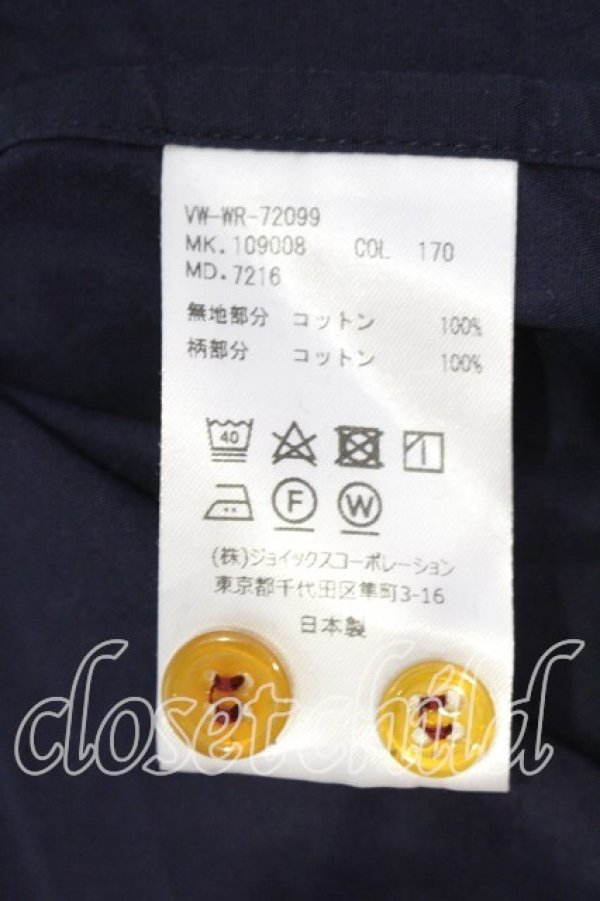 VW-WR-72099
MK.109008 COL 170
MD.7216
無地部分 コットン 100%
柄部分 コットン 100%
40
F W
(株)ジョイックスコーポレーション
東京都千代田区隼町3-16
日本製
closetchild